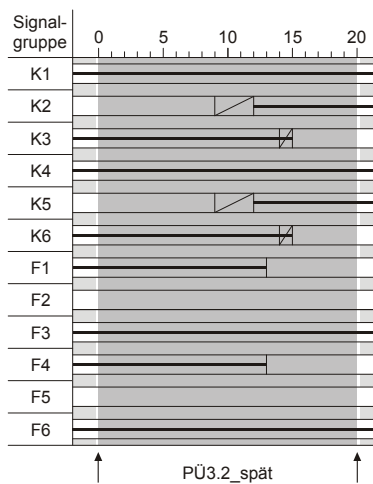 Signal-
gruppe
0 5 10 15 20
K1
K2
K3
K4
K5
K6
F1
F2
F3
F4
F5
F6
PÜ3.2_spät